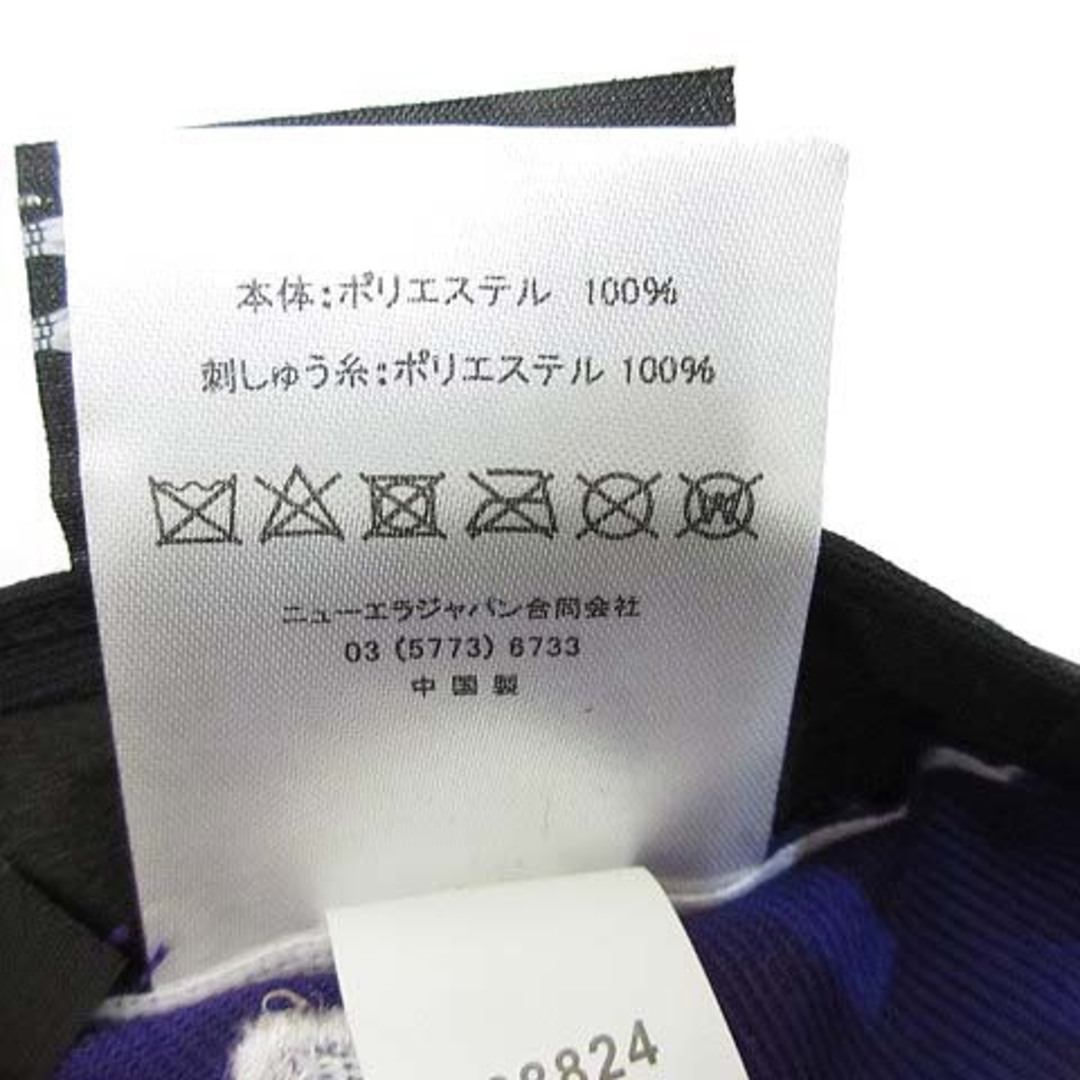 本体:ポリエステル 100%
刺しゅう糸:ポリエステル 100%
ニューエラジャパン合同会社
03 (5773) 6733
中国製
8824